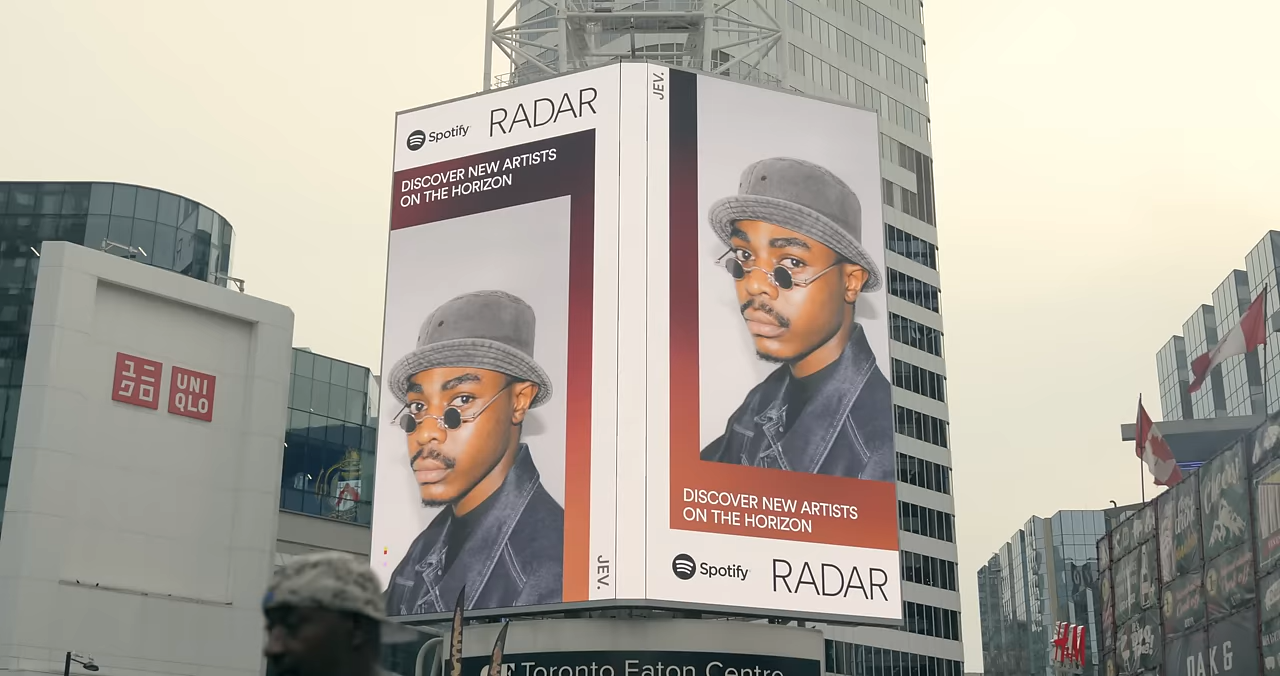 Spotify
RADAR
DISCOVER NEW ARTISTS
ON THE HORIZON
JEV.
JEV.
DISCOVER NEW ARTISTS
ON THE HORIZON
Spotify
RADAR
ユニ
クロ
UNI
QLO
Toronto Eaton Centre
H&M
OAK &